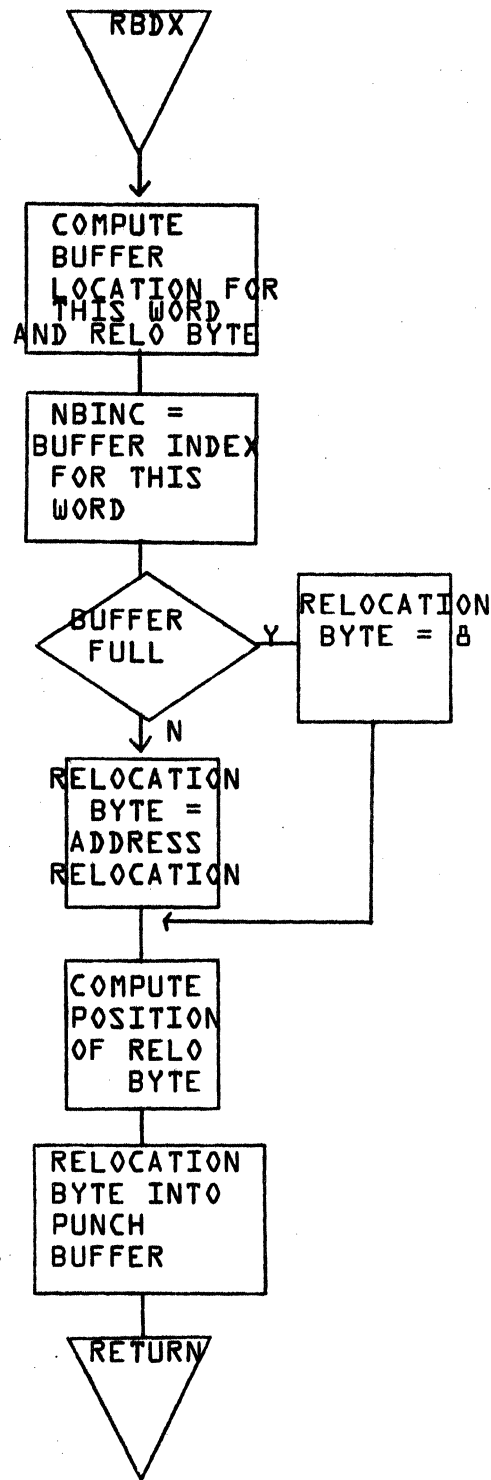 RBDX
COMPUTE
BUFFER
LOCATION FOR
THIS WORD
AND RELO BYTE
NBINC =
BUFFER INDEX
FOR THIS
WORD
BUFFER
FULL
Y
RELOCATION
BYTE = 8
N
RELOCATION
BYTE =
ADDRESS
RELOCATION
COMPUTE
POSITION
OF RELO
BYTE
RELOCATION
BYTE INTO
PUNCH
BUFFER
RETURN